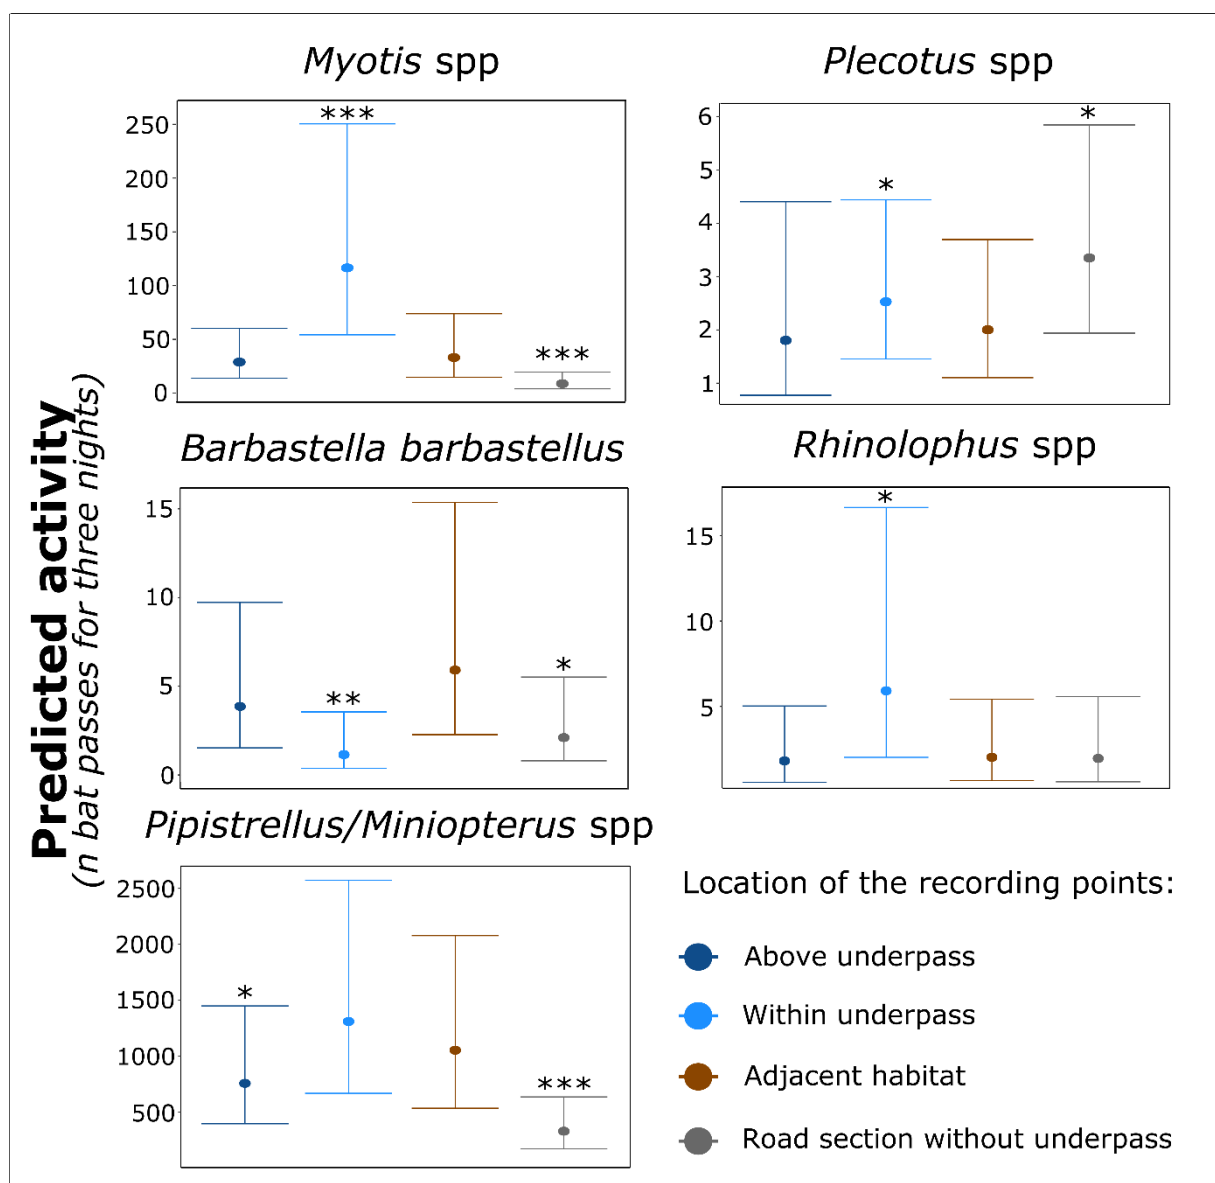 Myotis spp
Plecotus spp
***
250
200
150
100
50
0
***
*
*
6
5
4
3
2
1
Predicted activity
(n bat passes for three nights)
Barbastella barbastellus
Rhinolophus spp
15
10
5
0
**
*
*
15
10
5
Pipistrellus/Miniopterus spp
2500
2000
1500
1000
500
*
***
Location of the recording points:
Above underpass
Within underpass
Adjacent habitat
Road section without underpass